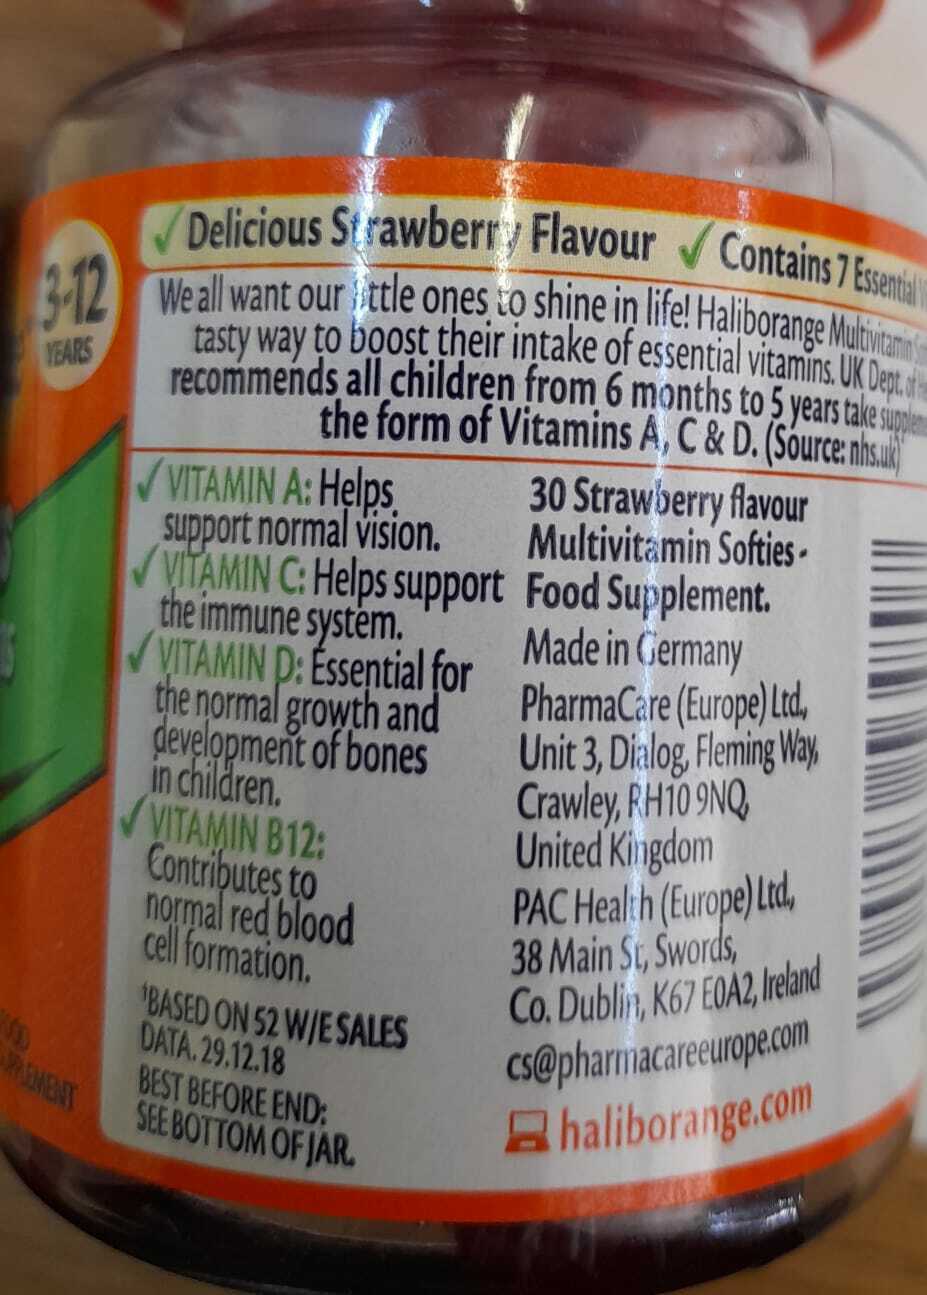 3-12
YEARS
Delicious Strawberry Flavour
Contains 7 Essential
We all want our little ones to shine in life! Haliborange Multivitamin
tasty way to boost their intake of essential vitamins. UK Dept. of
recommends all children from 6 months to 5 years take
the form of Vitamins A, C & D. (Source: nhs.uk)
VITAMIN A: Helps
support normal vision.
VITAMIN C: Helps support
the immune system.
VITAMIN D: Essential for
the normal growth and
development of bones
in children.
VITAMIN B12:
Contributes to
normal red blood
cell formation.
†BASED ON 52 W/E SALES
DATA. 29.12.18
BEST BEFORE END:
SEE BOTTOM OF JAR.
30 Strawberry flavour
Multivitamin Softies -
Food Supplement.
Made in Germany
PharmaCare (Europe) Ltd.,
Unit 3, Dialog, Fleming Way,
Crawley, RH10 9NQ,
United Kingdom
PAC Health (Europe) Ltd.,
38 Main St, Swords,
Co. Dublin, K67 E0A2, Ireland
cs@pharmacareeurope.com
haliborange.com